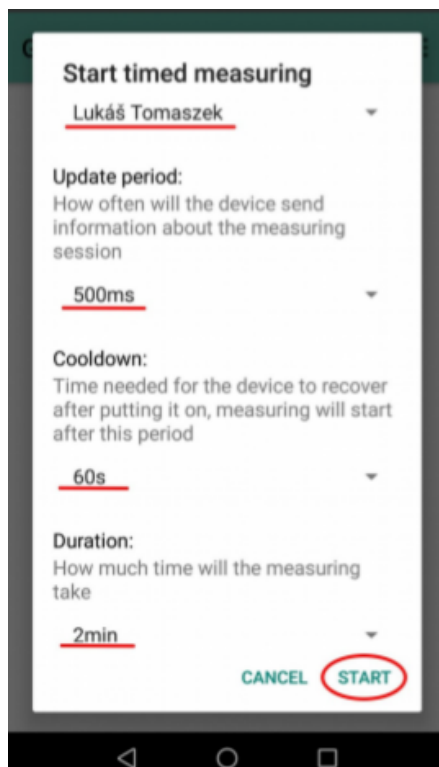 Start timed measuring
Lukáš Tomaszek
Update period:
How often will the device send
information about the measuring
session
500ms
Cooldown:
Time needed for the device to recover
after putting it on, measuring will start
after this period
60s
Duration:
How much time will the measuring
take
2min
CANCEL START